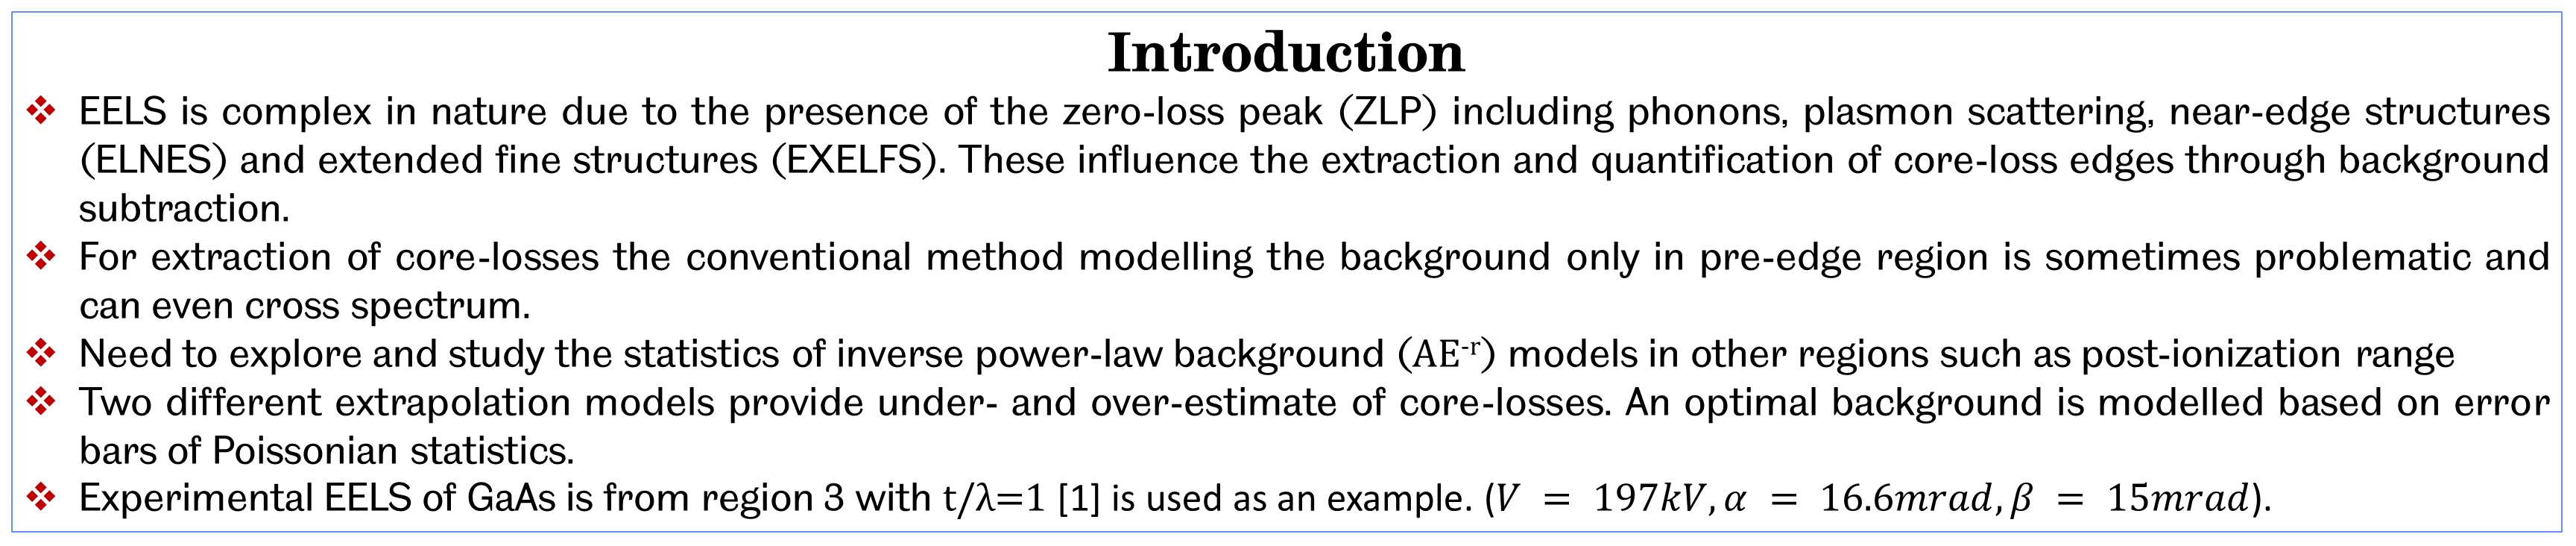 Introduction
❖ EELS is complex in nature due to the presence of the zero-loss peak (ZLP) including phonons, plasmon scattering, near-edge structures
(ELNES) and extended fine structures (EXELFS). These influence the extraction and quantification of core-loss edges through background
subtraction.
❖ For extraction of core-losses the conventional method modelling the background only in pre-edge region is sometimes problematic and
can even cross spectrum.
❖ Need to explore and study the statistics of inverse power-law background (AE⁻ʳ) models in other regions such as post-ionization range
❖ Two different extrapolation models provide under- and over-estimate of core-losses. An optimal background is modelled based on error
bars of Poissonian statistics.
❖ Experimental EELS of GaAs is from region 3 with t/λ=1 [1] is used as an example. (V = 197kV, α = 16.6mrad, β = 15mrad).